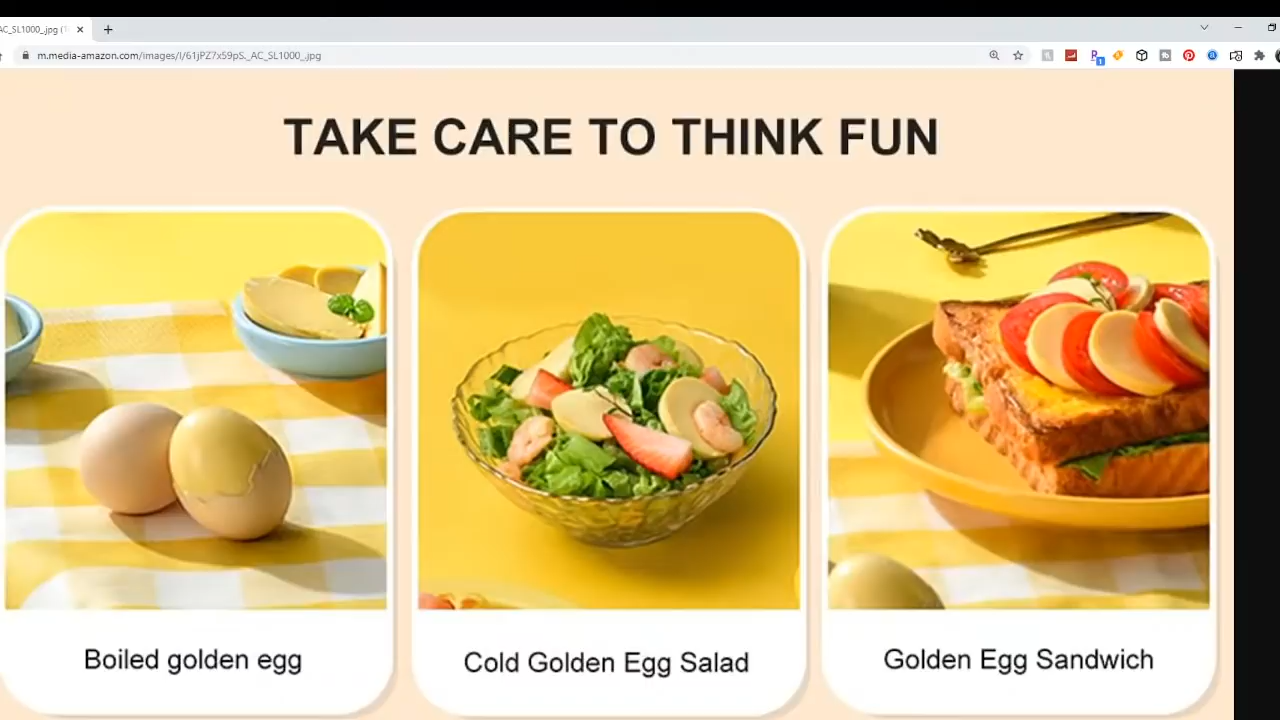 AC_SL1000_.jpg (
m.media-amazon.com/images/I/61jPZ7x59pS._AC_SL1000_.jpg
TAKE CARE TO THINK FUN
Boiled golden egg
Cold Golden Egg Salad
Golden Egg Sandwich